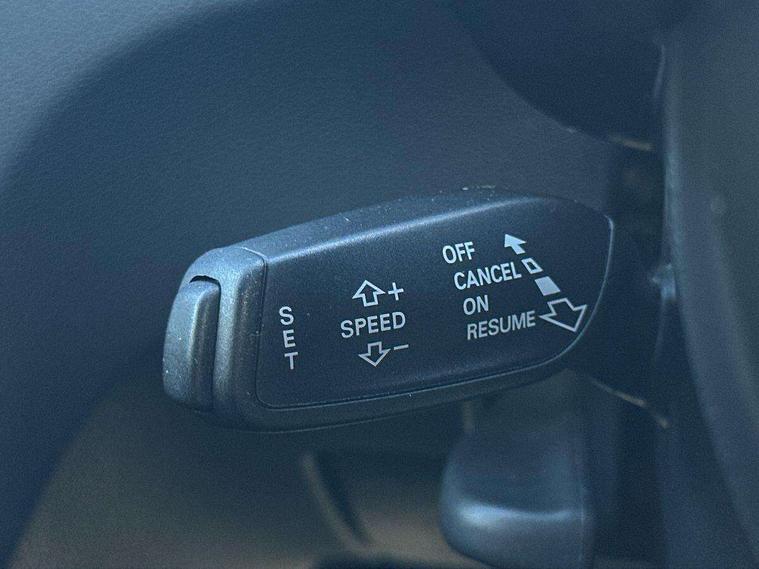 SET
+
SPEED
−
OFF
CANCEL
ON
RESUME